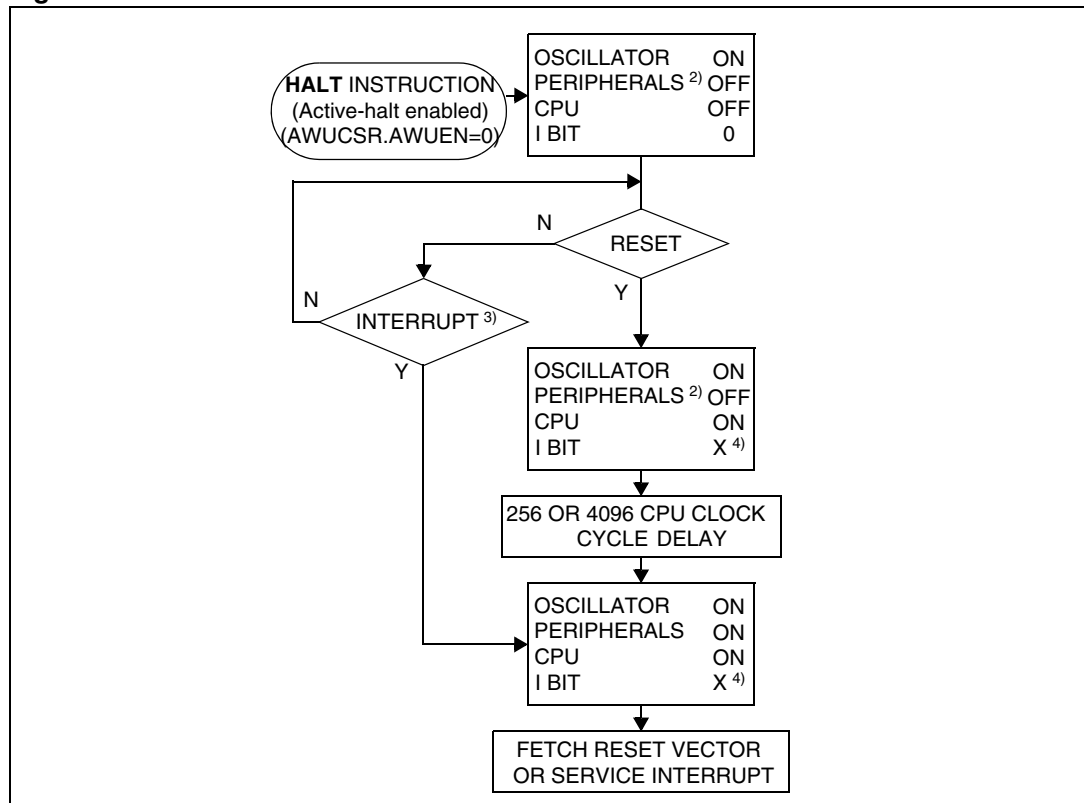 HALT INSTRUCTION
(Active-halt enabled)
(AWUCSR.AWUEN=0)
OSCILLATOR ON
PERIPHERALS 2) OFF
CPU OFF
I BIT 0
RESET
N
Y
INTERRUPT 3)
N
Y
OSCILLATOR ON
PERIPHERALS 2) OFF
CPU ON
I BIT X 4)
256 OR 4096 CPU CLOCK
CYCLE DELAY
OSCILLATOR ON
PERIPHERALS ON
CPU ON
I BIT X 4)
FETCH RESET VECTOR
OR SERVICE INTERRUPT